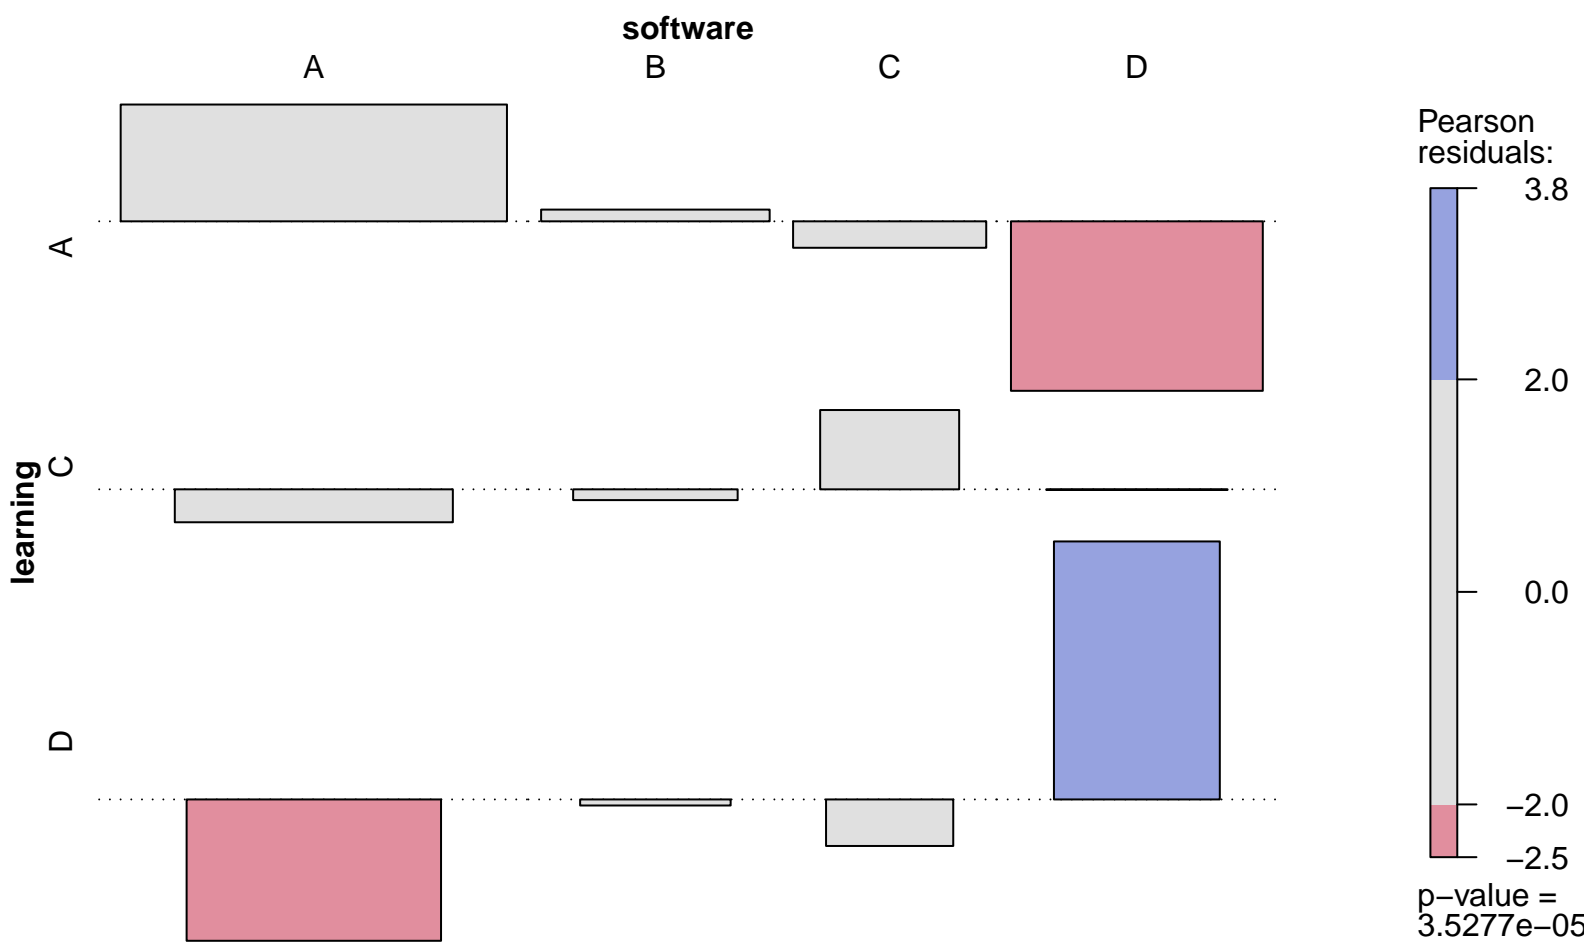 software
A B C D
A
C
D
learning
Pearson
residuals:
3.8
2.0
0.0
−2.0
−2.5
p−value =
3.5277e−05